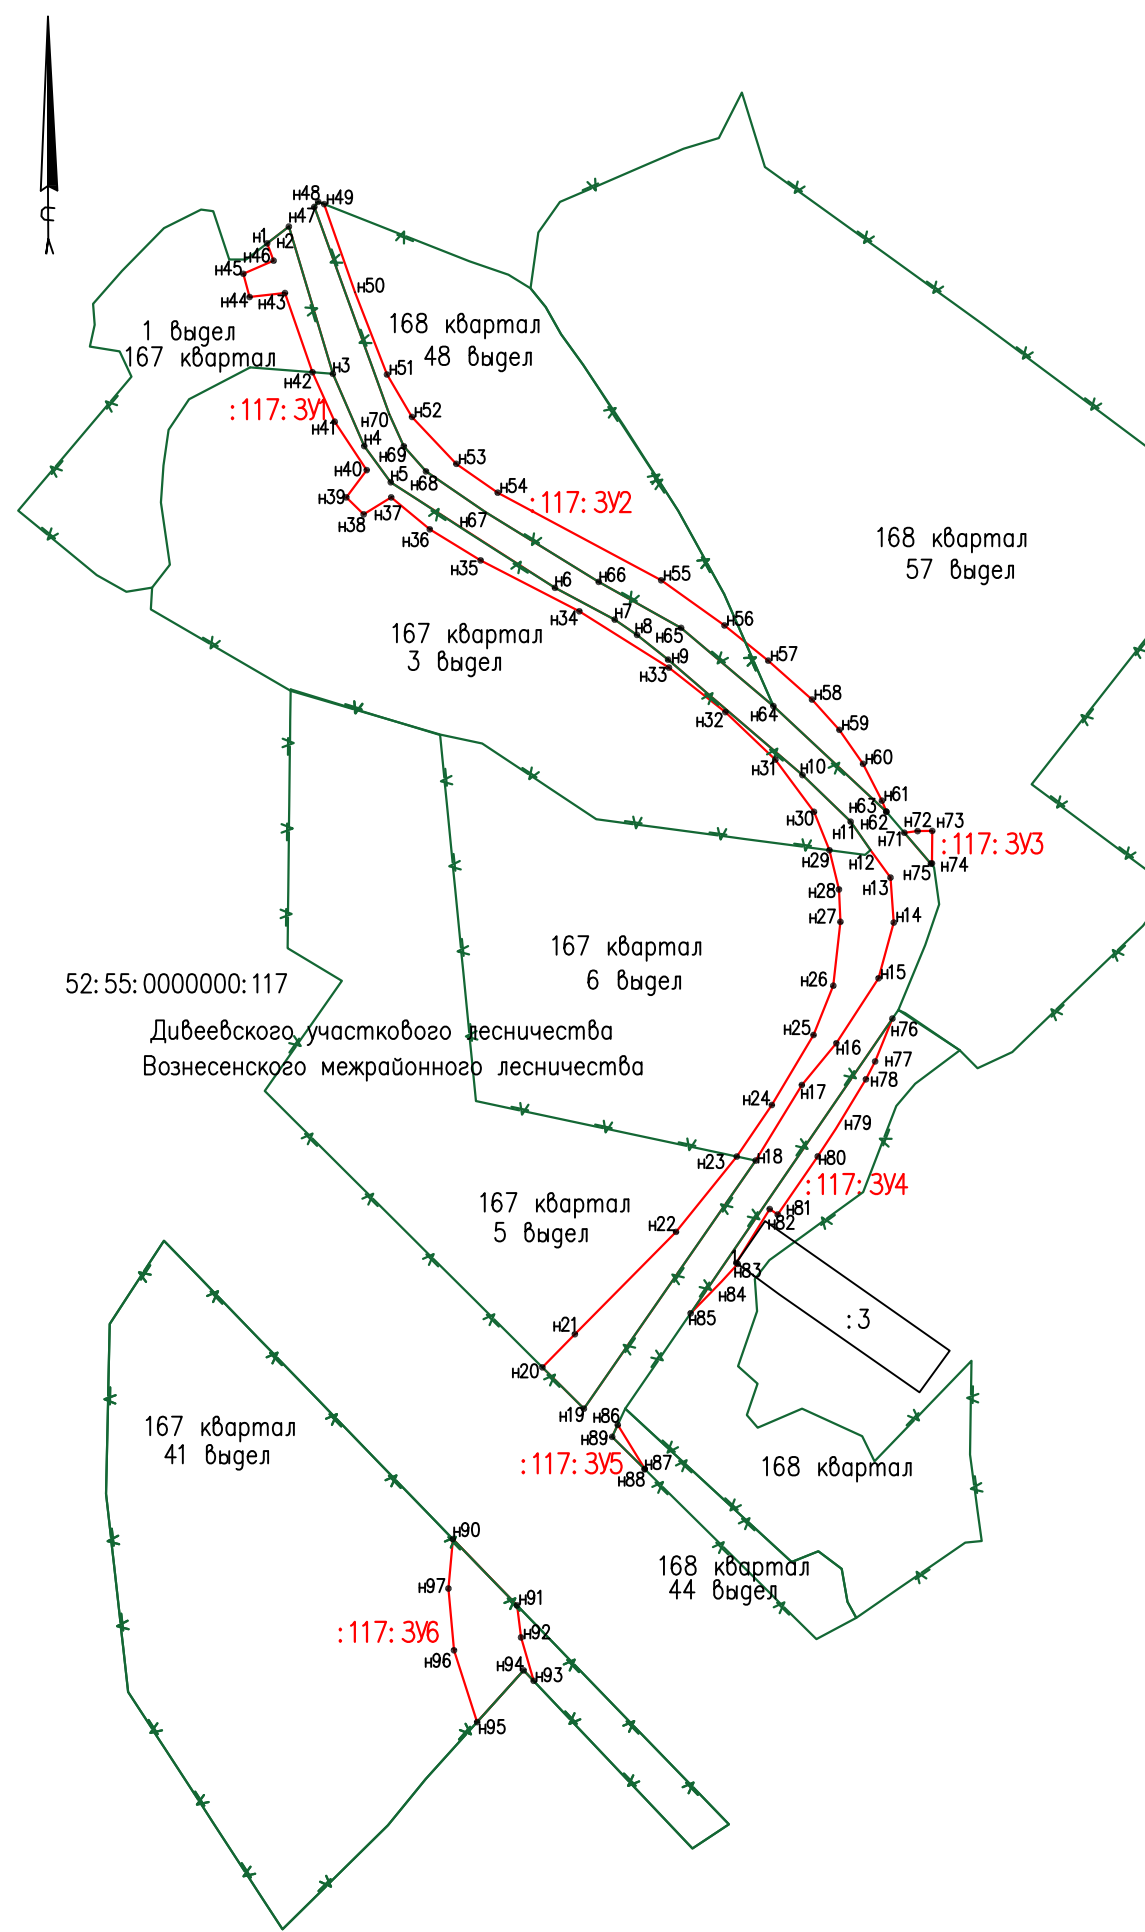 С
н48
н49
н47
н1
н2
н46
н45
н44
н43
н50
1 выдел
167 квартал
168 квартал
48 выдел
н3
н42
н51
:117:ЗУ1
н41
н70
н52
н4
н69
н40
н5
н68
н53
н39
н38
н37
н54
:117:ЗУ2
н67
н36
н35
168 квартал
57 выдел
н55
н66
н6
н34
н7
н8
н65
н56
167 квартал
3 выдел
н9
н33
н57
н32
н64
н58
н59
н31
н10
н60
н30
н63
н61
н11
н62
н71
н72
н73
:117:ЗУ3
н29
н12
н75
н74
н28
н13
н27
н14
167 квартал
6 выдел
н26
н15
52:55:0000000:117
Дивеевского участкового лесничества
Вознесенского межрайонного лесничества
н25
н76
н16
н77
н78
н17
н24
н79
н23
н18
н80
:117:ЗУ4
167 квартал
5 выдел
н22
н81
н82
1
н83
н84
н85
:3
н21
н20
н19
н86
167 квартал
41 выдел
н89
:117:ЗУ5
н87
н88
168 квартал
н90
168 квартал
44 выдел
н97
н91
:117:ЗУ6
н92
н96
н94
н93
н95